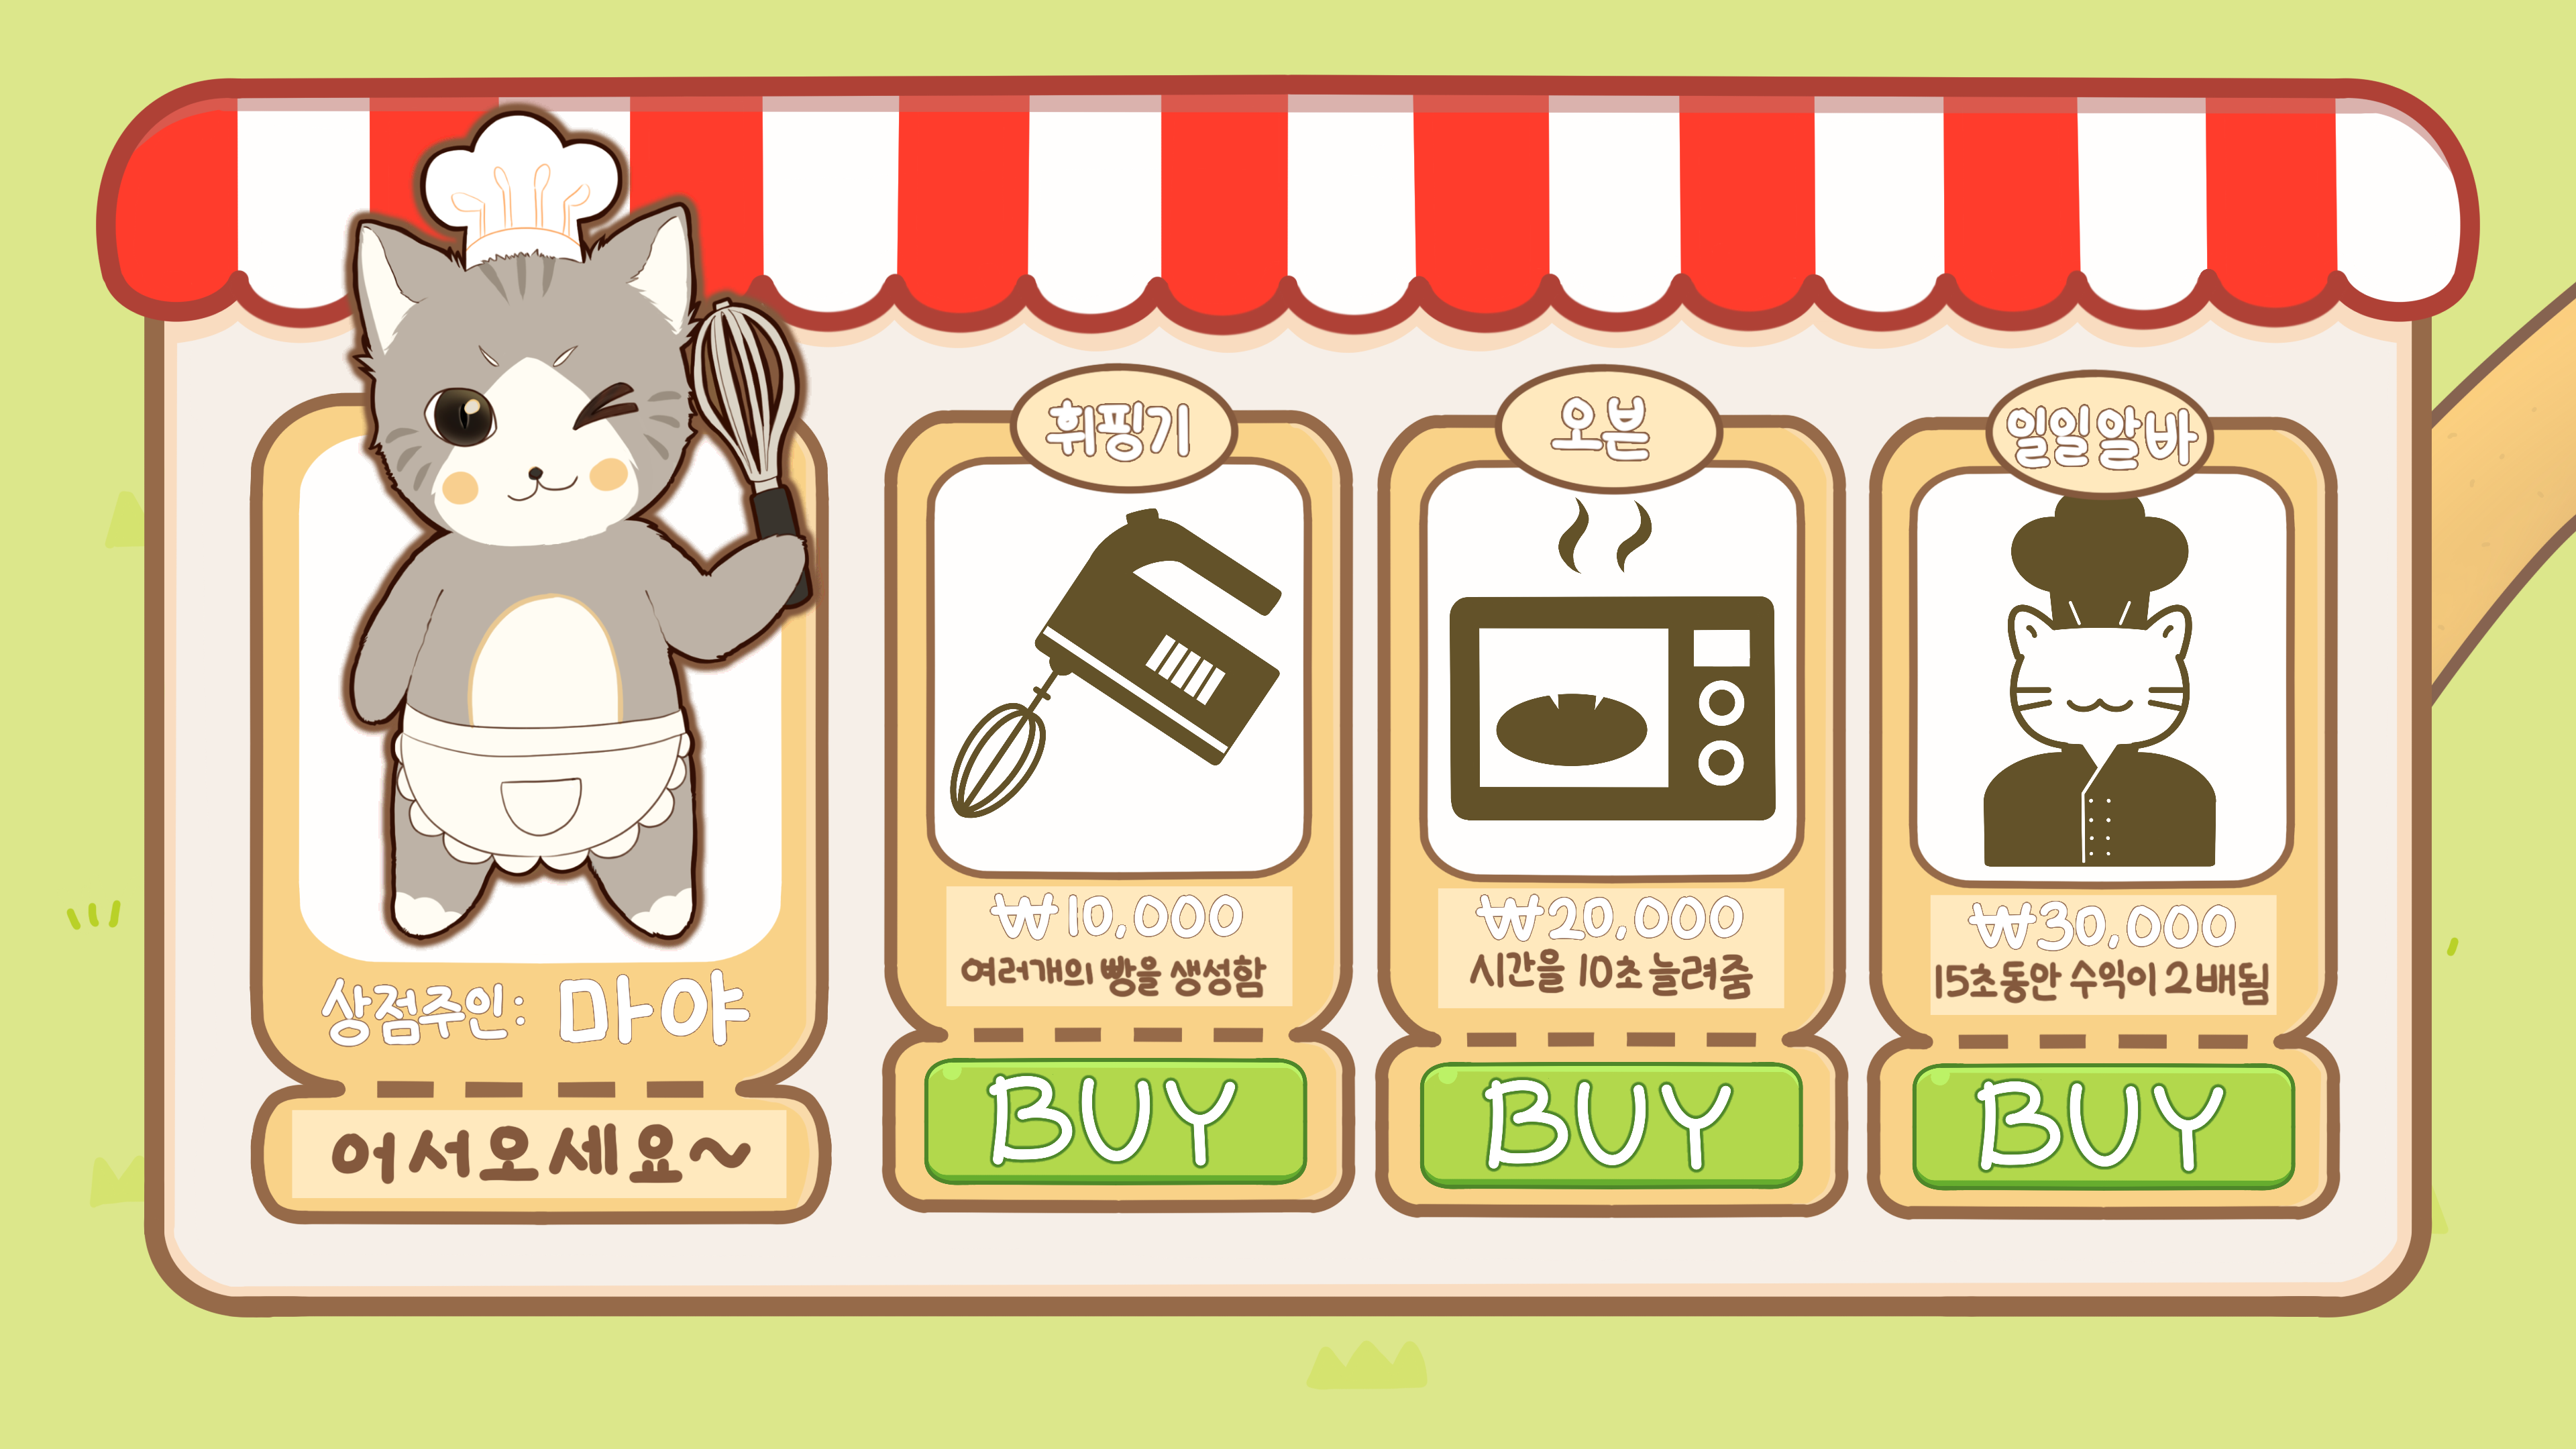 상점주인: 마야
어서오세요~
휘핑기
₩10,000
여러개의 빵을 생성함
BUY
오븐
₩20,000
시간을 10초 늘려줌
BUY
일일알바
₩30,000
15초동안 수익이 2배됨
BUY